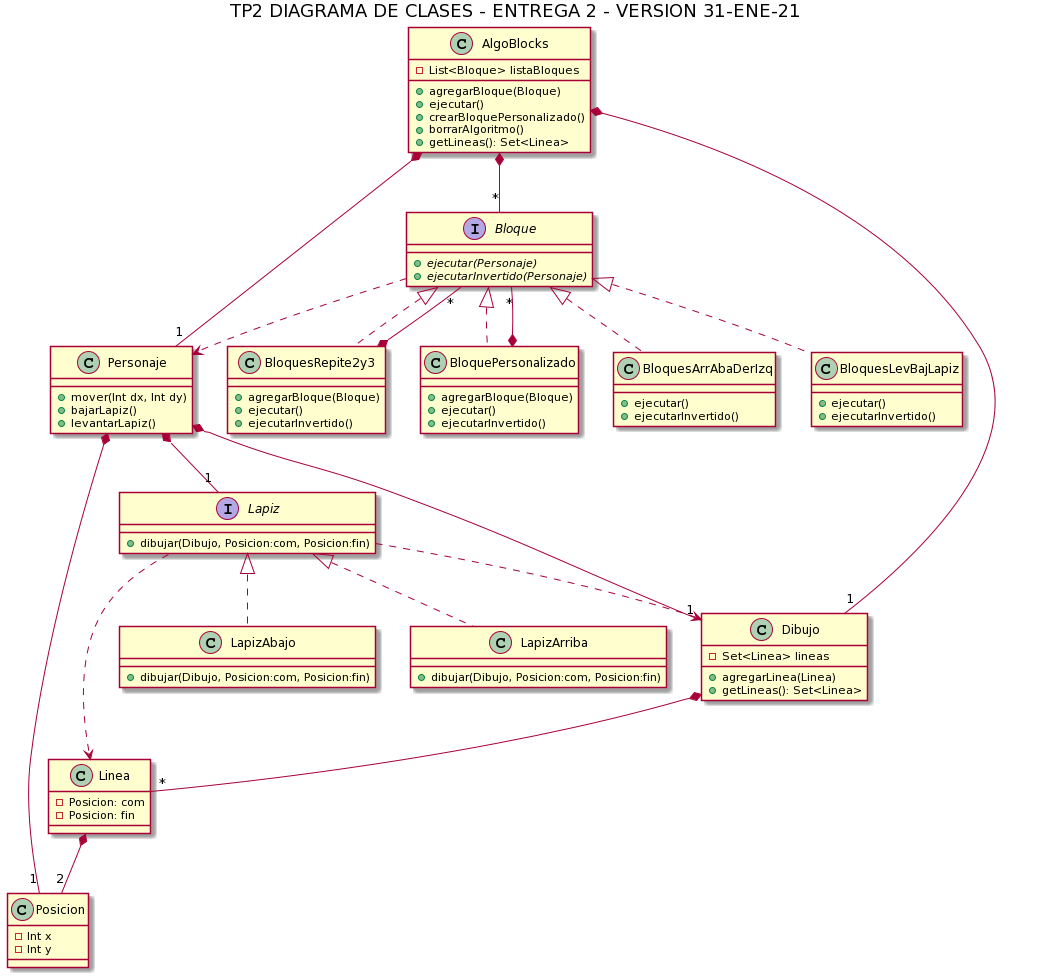 TP2 DIAGRAMA DE CLASES - ENTREGA 2 - VERSION 31-ENE-21
C AlgoBlocks
List<Bloque> listaBloques
agregarBloque(Bloque)
ejecutar()
crearBloquePersonalizado()
borrarAlgoritmo()
getLineas(): Set<Linea>
*
I Bloque
ejecutar(Personaje)
ejecutarInvertido(Personaje)
* *
1
C Personaje
mover(Int dx, Int dy)
bajarLapiz()
levantarLapiz()
C BloquesRepite2y3
agregarBloque(Bloque)
ejecutar()
ejecutarInvertido()
C BloquePersonalizado
agregarBloque(Bloque)
ejecutar()
ejecutarInvertido()
C BloquesArrAbaDerIzq
ejecutar()
ejecutarInvertido()
C BloquesLevBajLapiz
ejecutar()
ejecutarInvertido()
1
I Lapiz
dibujar(Dibujo, Posicion:com, Posicion:fin)
1 1
C LapizAbajo
dibujar(Dibujo, Posicion:com, Posicion:fin)
C LapizArriba
dibujar(Dibujo, Posicion:com, Posicion:fin)
C Dibujo
Set<Linea> lineas
agregarLinea(Linea)
getLineas(): Set<Linea>
C Linea
Posicion: com
Posicion: fin
*
1 2
C Posicion
Int x
Int y